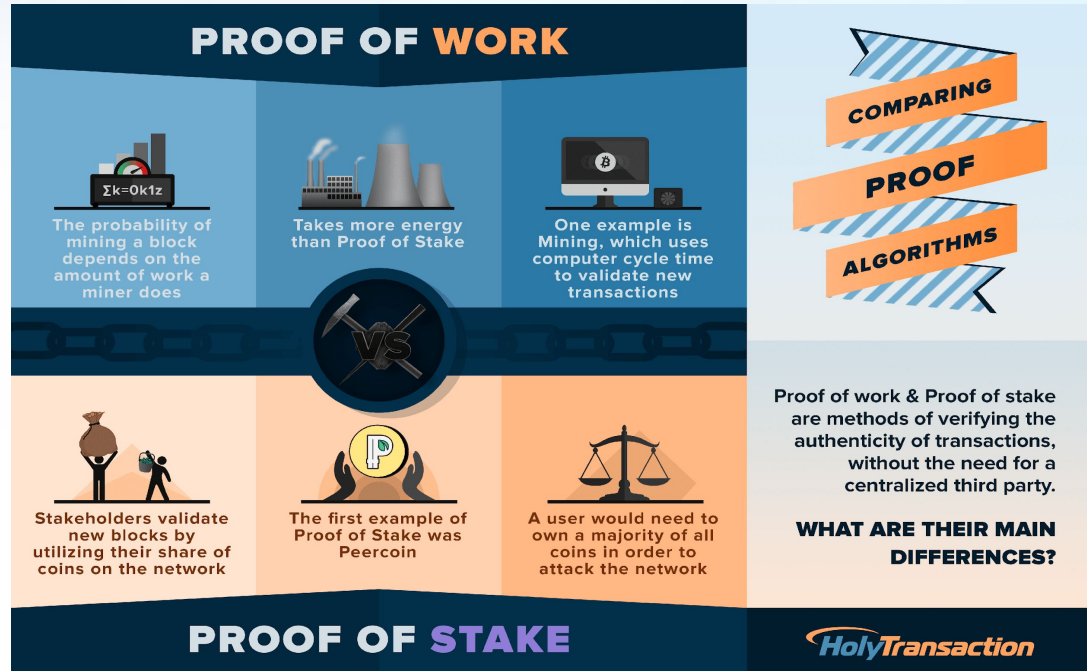 PROOF OF WORK
Σk=0k1z
The probability of
mining a block
depends on the
amount of work a
miner does
Takes more energy
than Proof of Stake
One example is
Mining, which uses
computer cycle time
to validate new
transactions
VS
Stakeholders validate
new blocks by
utilizing their share of
coins on the network
The first example of
Proof of Stake was
Peercoin
A user would need to
own a majority of all
coins in order to
attack the network
PROOF OF STAKE
COMPARING
PROOF
ALGORITHMS
Proof of work & Proof of stake
are methods of verifying the
authenticity of transactions,
without the need for a
centralized third party.
WHAT ARE THEIR MAIN
DIFFERENCES?
HolyTransaction